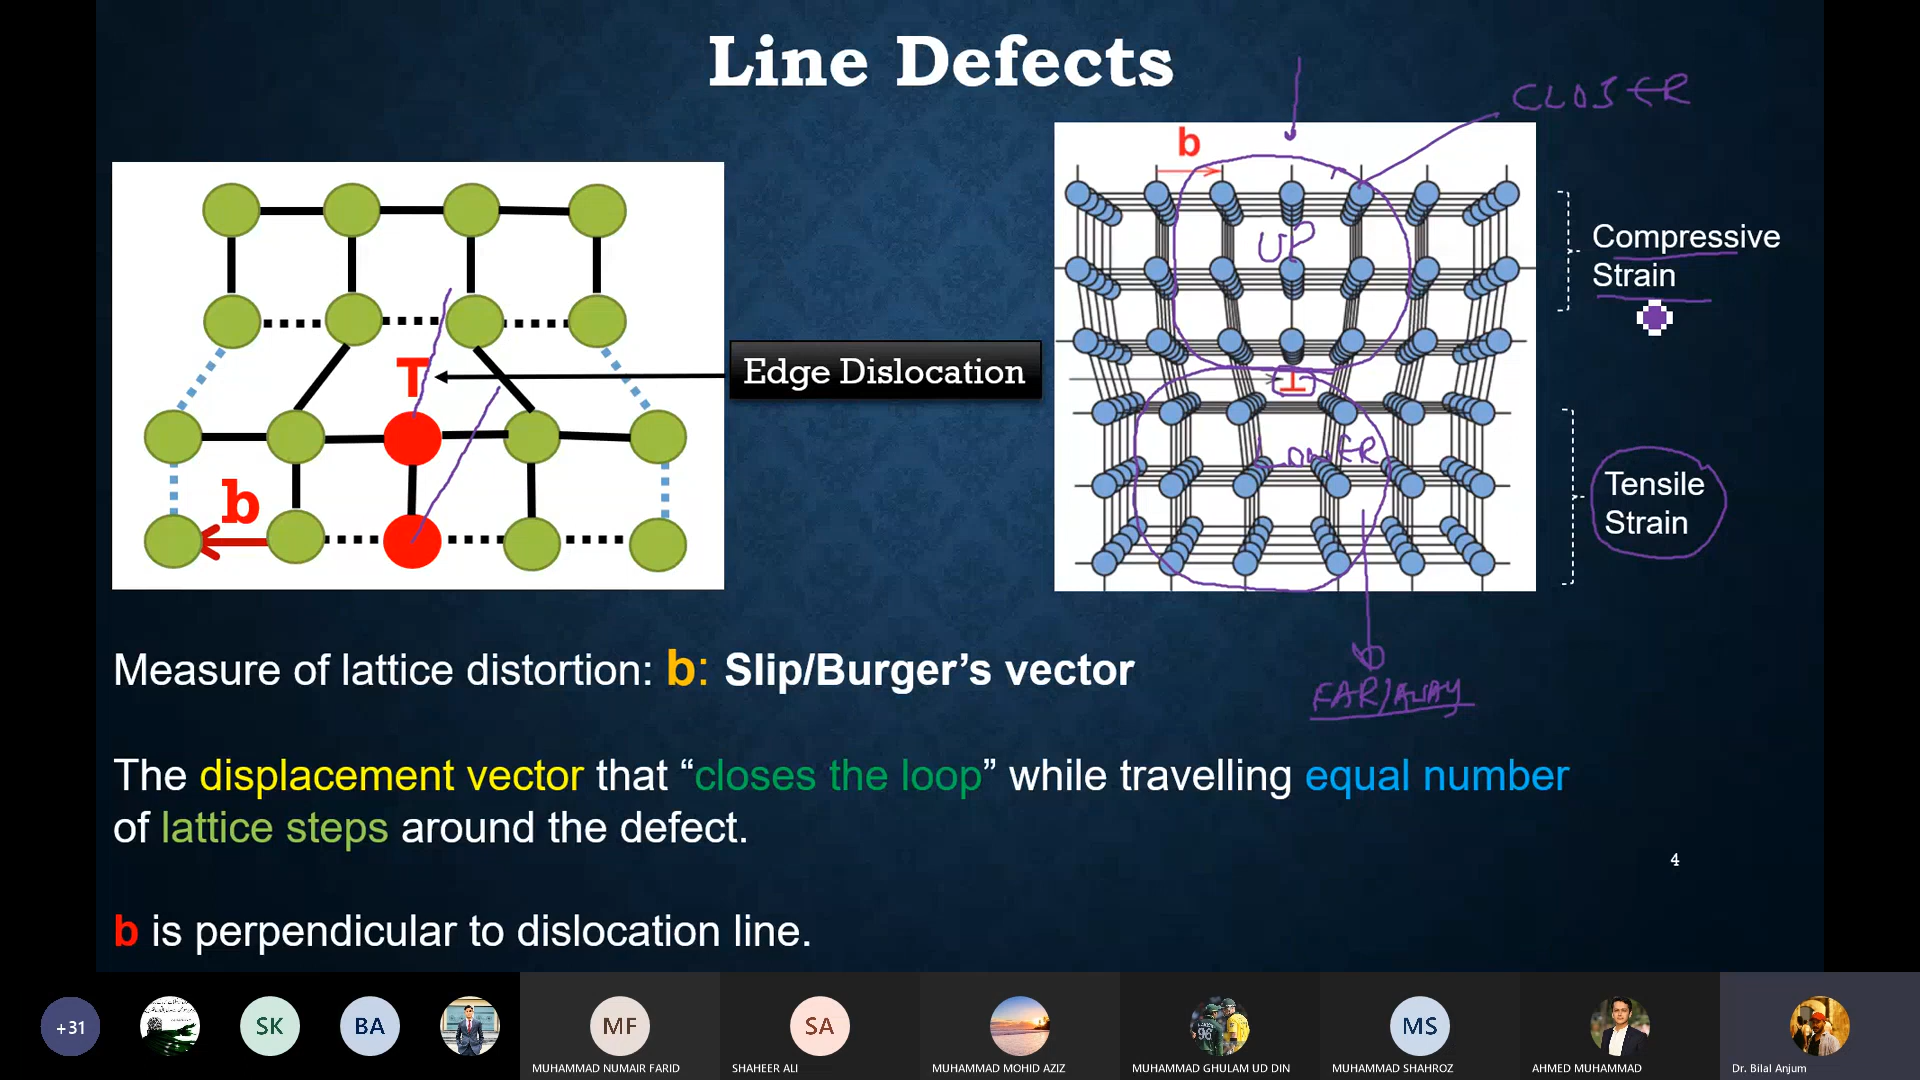 Line Defects
CLOSER
b
UP
Compressive
Strain
T
Edge Dislocation
⊥
LOWER
b
Tensile
Strain
Measure of lattice distortion: b: Slip/Burger’s vector
FAR/AWAY
The displacement vector that “closes the loop” while travelling equal number
of lattice steps around the defect.
4
b is perpendicular to dislocation line.
+31
SK
BA
MF
SA
MS
MUHAMMAD NUMAIR FARID
SHAHEER ALI
MUHAMMAD MOHID AZIZ
MUHAMMAD GHULAM UD DIN
MUHAMMAD SHAHROZ
AHMED MUHAMMAD
Dr. Bilal Anjum